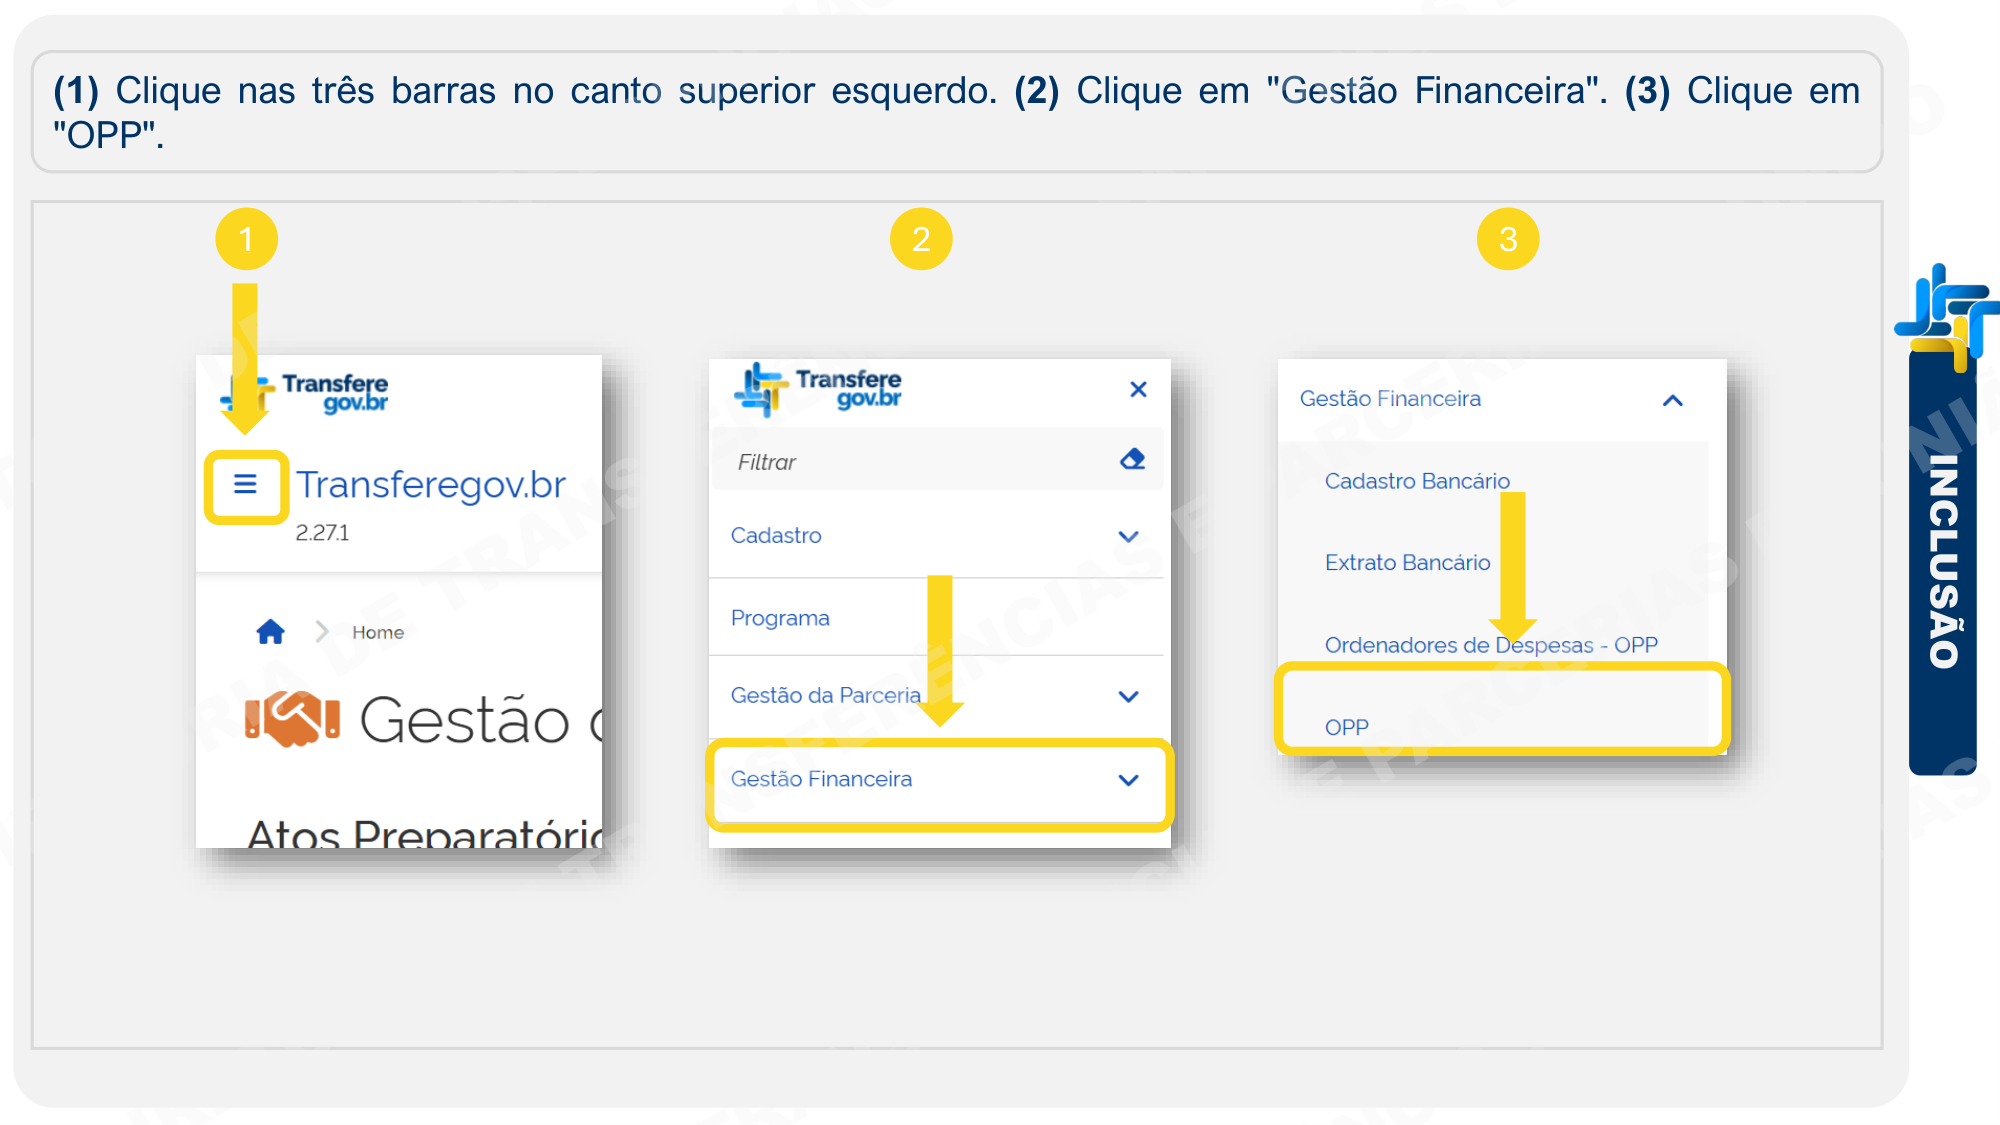 (1) Clique nas três barras no canto superior esquerdo. (2) Clique em "Gestão Financeira". (3) Clique em
"OPP".
1
2
3
Transfere
gov.br
Transferegov.br
2.27.1
Home
Gestão
Atos Preparatório
Transfere
gov.br
Filtrar
Cadastro
Programa
Gestão da Parceria
Gestão Financeira
Gestão Financeira
Cadastro Bancário
Extrato Bancário
Ordenadores de Despesas - OPP
OPP
INCLUSÃO